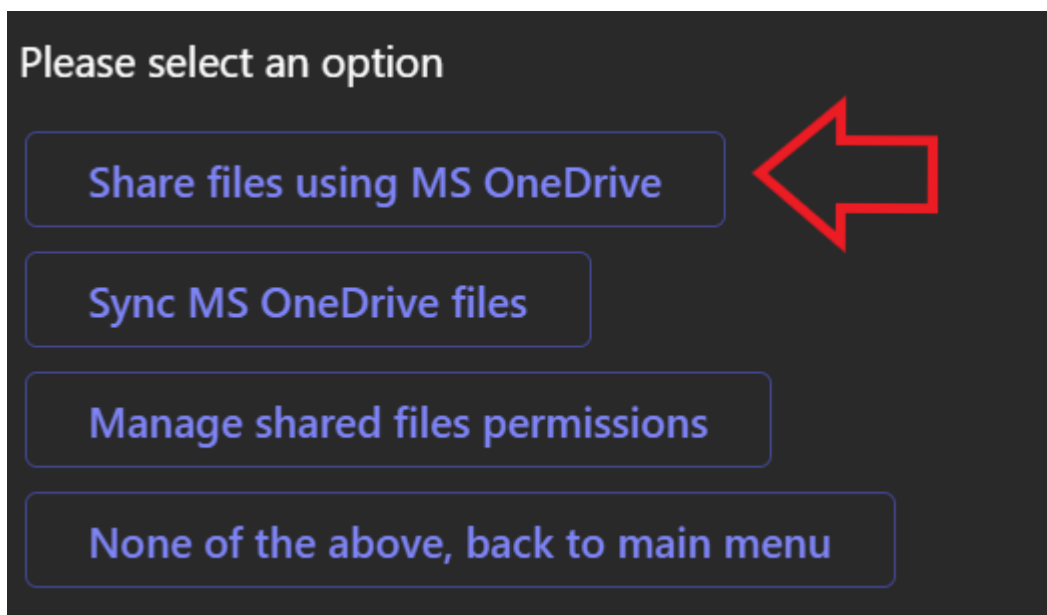 Please select an option
Share files using MS OneDrive
Sync MS OneDrive files
Manage shared files permissions
None of the above, back to main menu